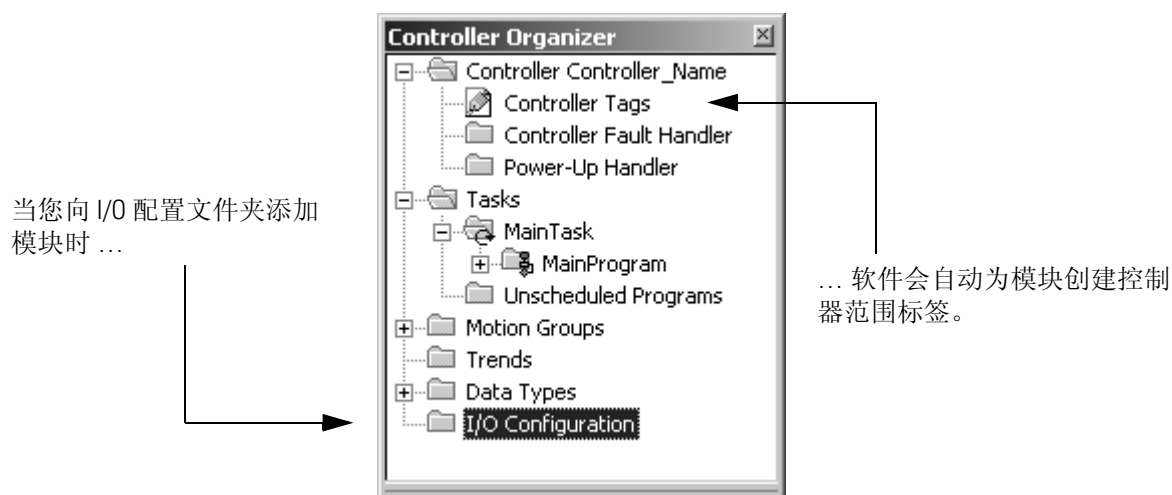 Controller Organizer
Controller Controller_Name
Controller Tags
Controller Fault Handler
Power-Up Handler
Tasks
MainTask
MainProgram
Unscheduled Programs
Motion Groups
Trends
Data Types
I/O Configuration
当您向 I/O 配置文件夹添加
模块时 …
… 软件会自动为模块创建控制
器范围标签。